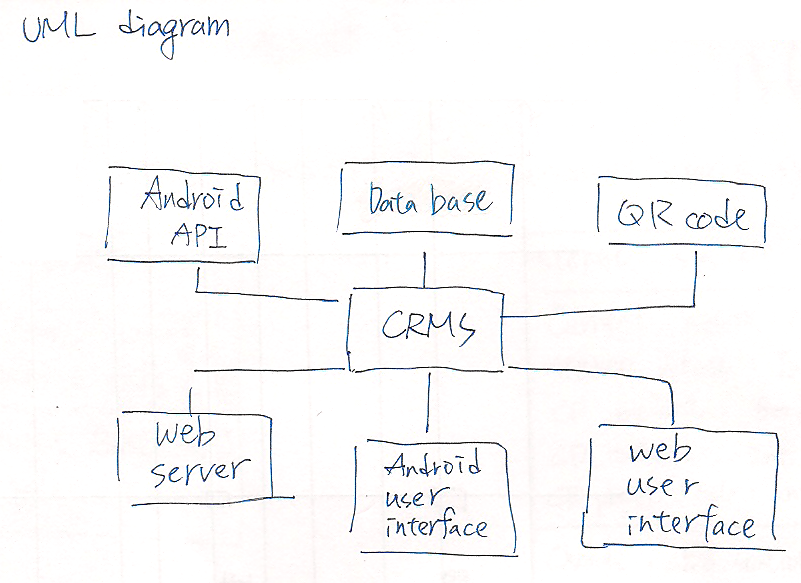 UML diagram
Android
API
Data base
QR code
CRMS
web
server
Android
user
interface
web
user
interface